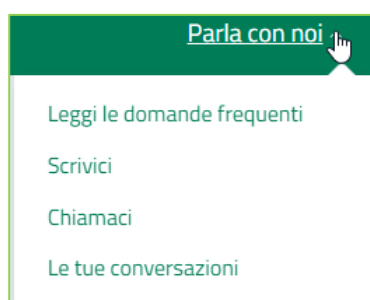 Parla con noi
Leggi le domande frequenti
Scrivici
Chiamaci
Le tue conversazioni